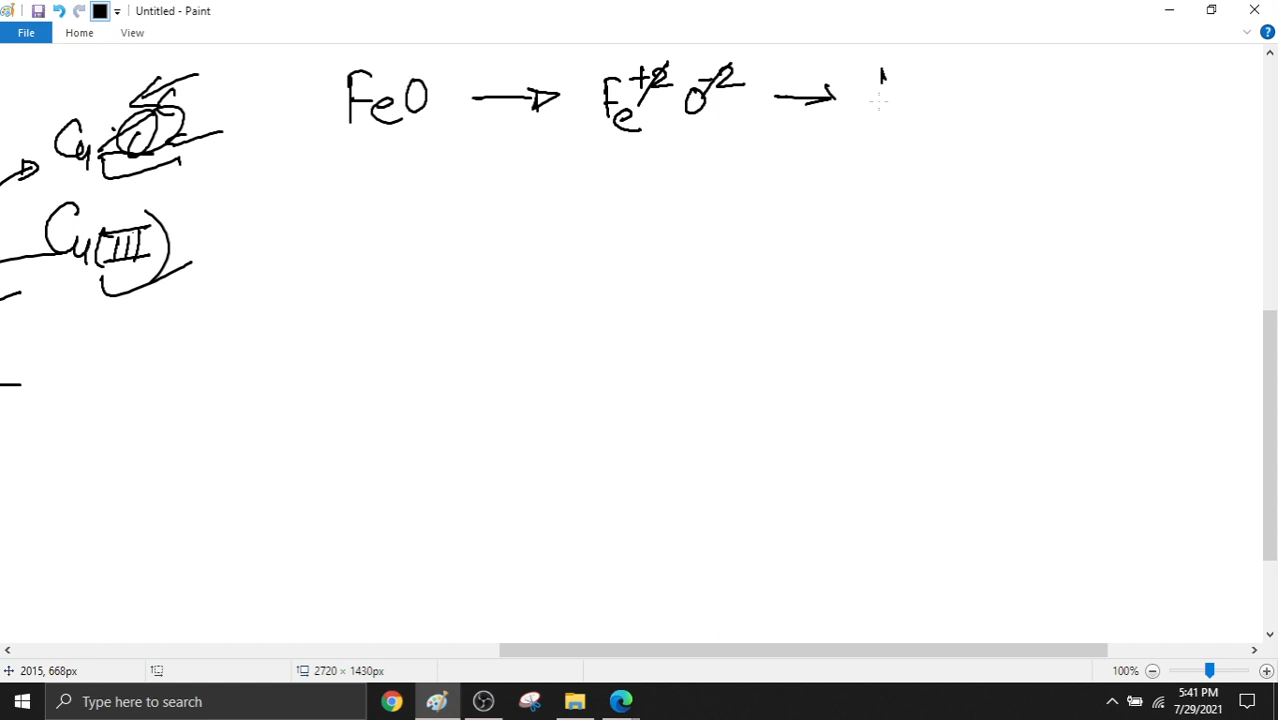 Untitled - Paint
File Home View
FeO → Fe+2 O-2 →
Cu
Cu(III)
2015, 668px
2720 × 1430px
100%
Type here to search
5:41 PM
7/29/2021